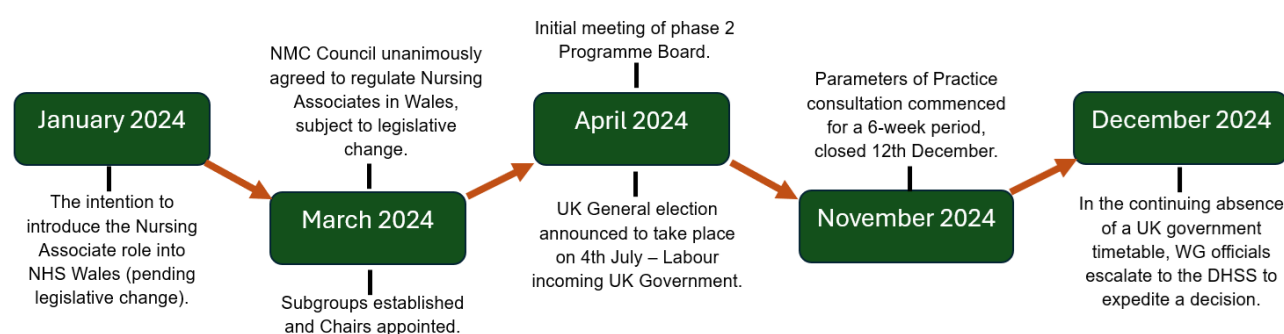 January 2024
The intention to
introduce the Nursing
Associate role into
NHS Wales (pending
legislative change).
NMC Council unanimously
agreed to regulate Nursing
Associates in Wales,
subject to legislative
change.
March 2024
Subgroups established
and Chairs appointed.
Initial meeting of phase 2
Programme Board.
April 2024
UK General election
announced to take place
on 4th July – Labour
incoming UK Government.
Parameters of Practice
consultation commenced
for a 6-week period,
closed 12th December.
November 2024
December 2024
In the continuing absence
of a UK government
timetable, WG officials
escalate to the DHSS to
expedite a decision.